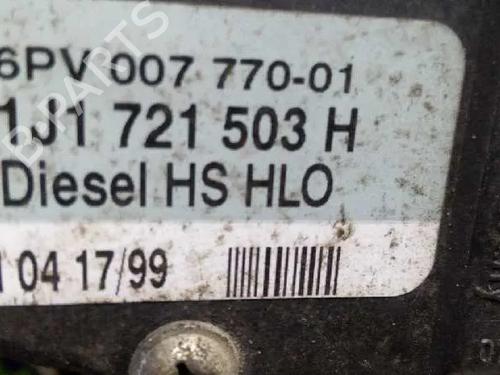 6PV 007 770-01
1J1 721 503 H
Diesel HS HLO
04 17/99